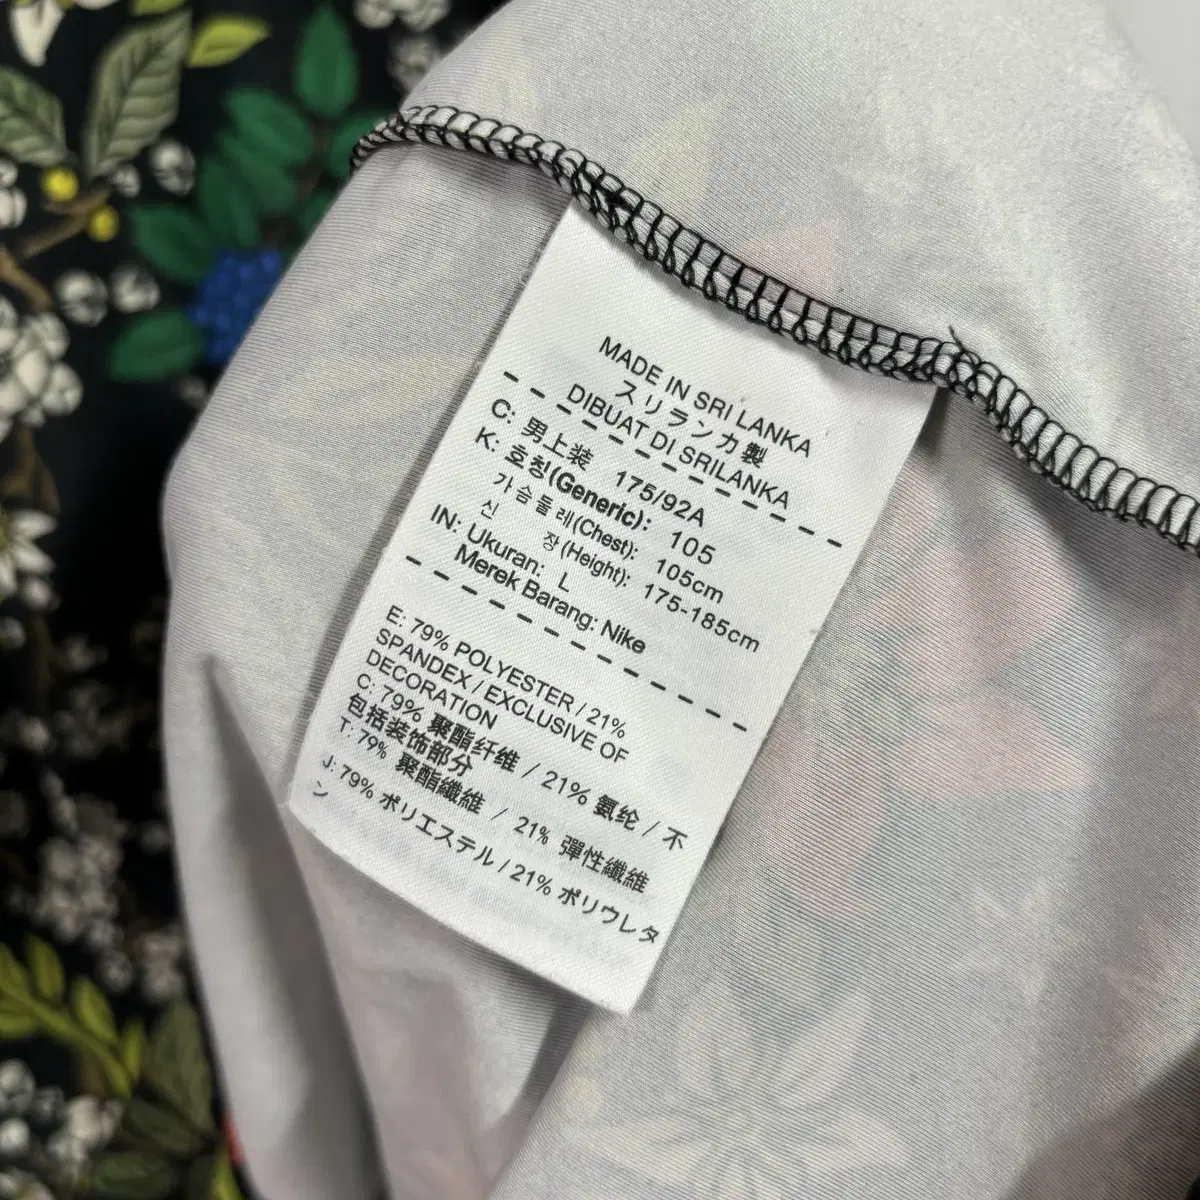 MADE IN SRI LANKA
スリランカ製
DIBUAT DI SRILANKA
C: 男上装 175/92A
K: 호칭(Generic): 105
가슴둘레(Chest): 105cm
신 장(Height): 175-185cm
IN: Ukuran: L
Merek Barang: Nike
E: 79% POLYESTER / 21%
SPANDEX / EXCLUSIVE OF
DECORATION
C: 79% 聚酯纤维 / 21% 氨纶 / 不
包括装饰部分
T: 79% 聚酯纖維 / 21% 彈性纖維
J: 79% ポリエステル / 21% ポリウレタ
ン